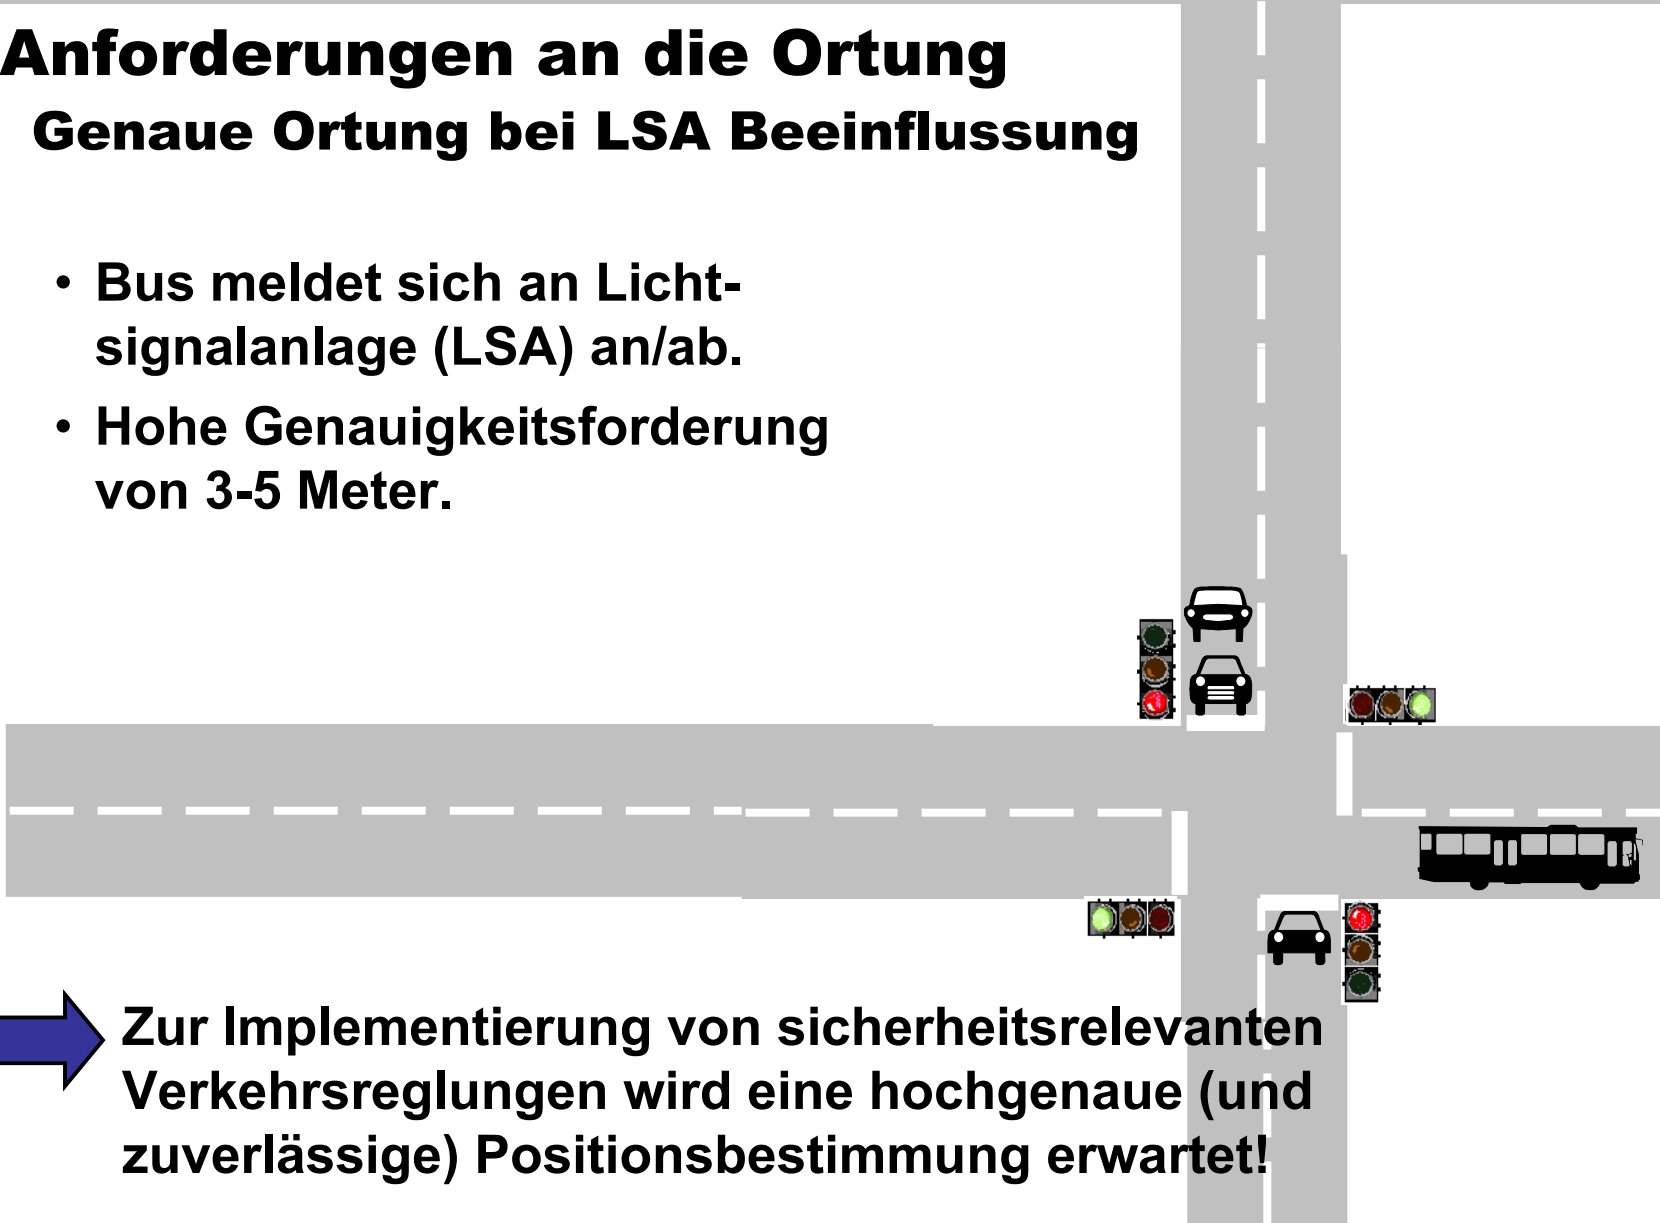 Anforderungen an die Ortung
Genaue Ortung bei LSA Beeinflussung
• Bus meldet sich an Licht-
signalanlage (LSA) an/ab.
• Hohe Genauigkeitsforderung
von 3-5 Meter.
Zur Implementierung von sicherheitsrelevanten
Verkehrsreglungen wird eine hochgenaue (und
zuverlässige) Positionsbestimmung erwartet!